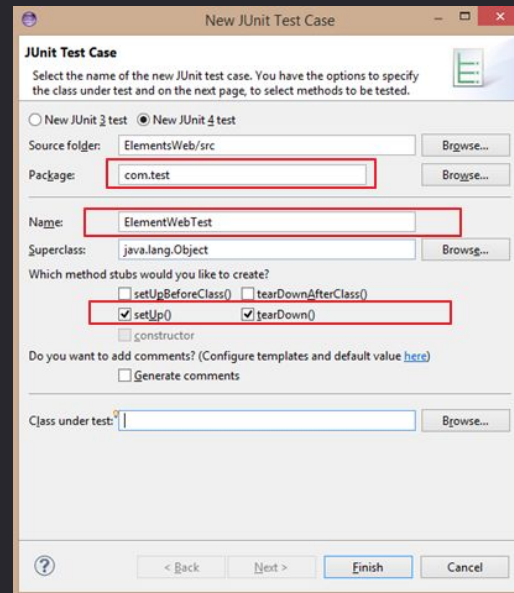 New JUnit Test Case
JUnit Test Case
Select the name of the new JUnit test case. You have the options to specify
the class under test and on the next page, to select methods to be tested.
New JUnit 3 test New JUnit 4 test
Source folder: ElementsWeb/src Browse...
Package: com.test Browse...
Name: ElementWebTest
Superclass: java.lang.Object Browse...
Which method stubs would you like to create?
setUpBeforeClass() tearDownAfterClass()
setUp() tearDown()
constructor
Do you want to add comments? (Configure templates and default value here)
Generate comments
Class under test: Browse...
? < Back Next > Finish Cancel